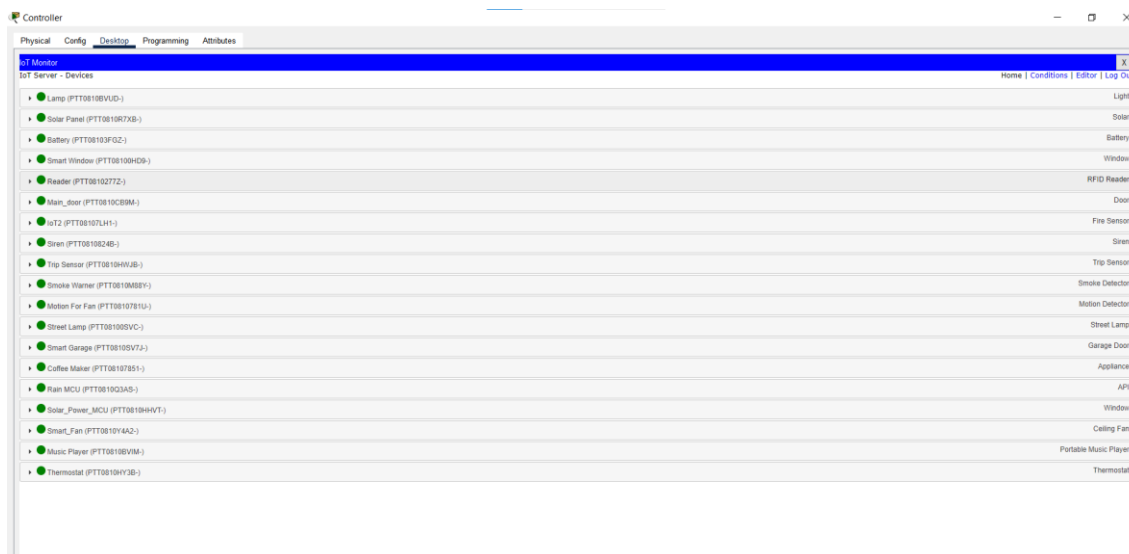 Controller
Physical Config Desktop Programming Attributes
IoT Monitor X
IoT Server - Devices Home | Conditions | Editor | Log Ou
Lamp (PTT0810BVUD-) Light
Solar Panel (PTT0810R7XB-) Solar
Battery (PTT08103FGZ-) Battery
Smart Window (PTT08100HD9-) Window
Reader (PTT0810277Z-) RFID Reader
Main_door (PTT0810CB9M-) Door
IoT2 (PTT08107LH1-) Fire Sensor
Siren (PTT0810824B-) Siren
Trip Sensor (PTT0810HWJB-) Trip Sensor
Smoke Warner (PTT0810M88Y-) Smoke Detector
Motion For Fan (PTT0810781U-) Motion Detector
Street Lamp (PTT08100SVC-) Street Lamp
Smart Garage (PTT0810SV7J-) Garage Door
Coffee Maker (PTT08107851-) Appliance
Rain MCU (PTT0810Q3AS-) API
Solar_Power_MCU (PTT0810HHVT-) Window
Smart_Fan (PTT0810Y4A2-) Ceiling Fan
Music Player (PTT0810BVIM-) Portable Music Player
Thermostat (PTT0810HY3B-) Thermostat